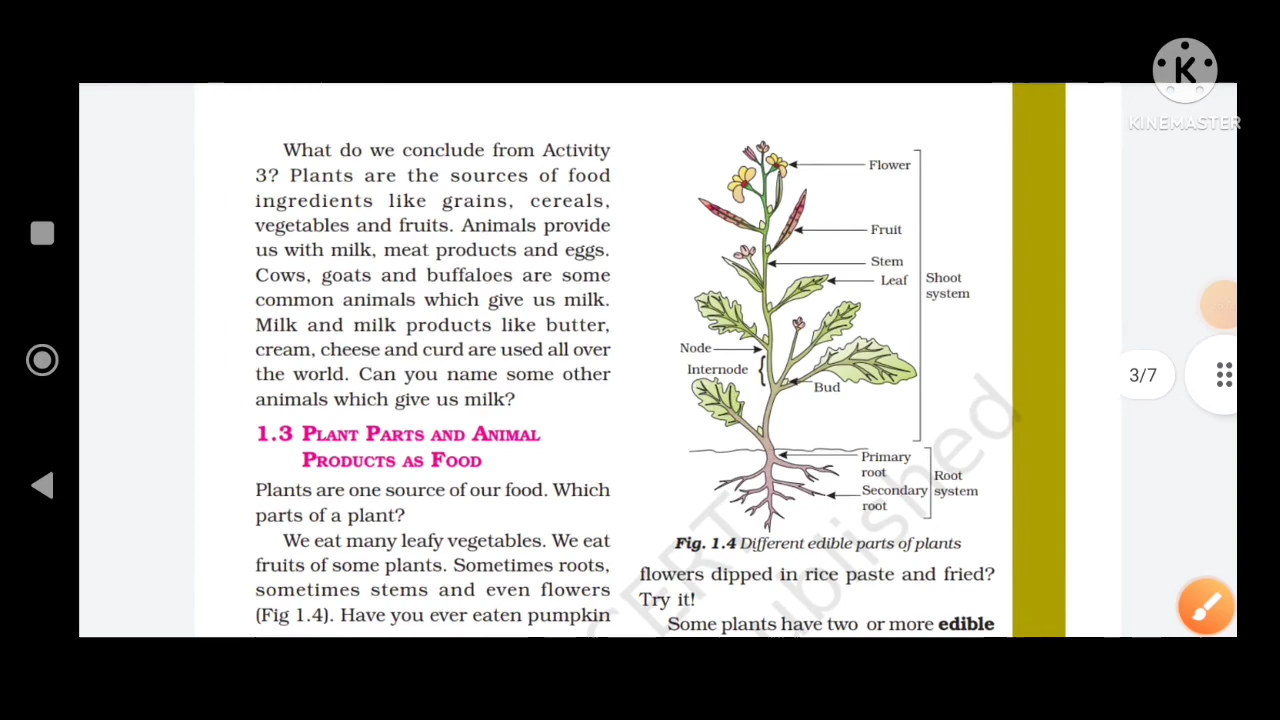 KINEMASTER
What do we conclude from Activity
3? Plants are the sources of food
ingredients like grains, cereals,
vegetables and fruits. Animals provide
us with milk, meat products and eggs.
Cows, goats and buffaloes are some
common animals which give us milk.
Milk and milk products like butter,
cream, cheese and curd are used all over
the world. Can you name some other
animals which give us milk?
1.3 PLANT PARTS AND ANIMAL
PRODUCTS AS FOOD
Plants are one source of our food. Which
parts of a plant?
We eat many leafy vegetables. We eat
fruits of some plants. Sometimes roots,
sometimes stems and even flowers
(Fig 1.4). Have you ever eaten pumpkin
Flower
Fruit
Stem
Leaf
Shoot
system
Node
Internode
Bud
Primary
root
Secondary
root
Root
system
Fig. 1.4 Different edible parts of plants
flowers dipped in rice paste and fried?
Try it!
Some plants have two or more edible
3/7